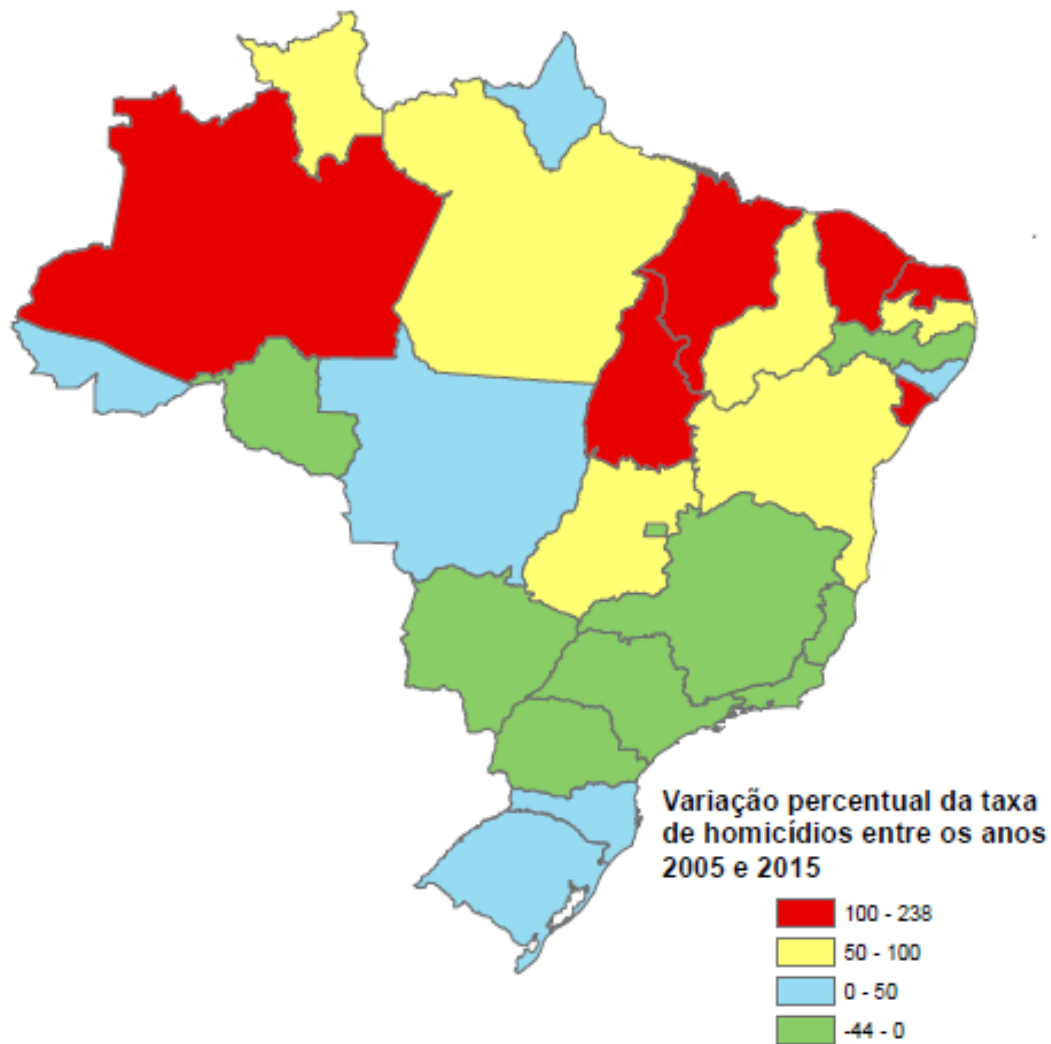 Variação percentual da taxa
de homicídios entre os anos
2005 e 2015
100 - 238
50 - 100
0 - 50
-44 - 0